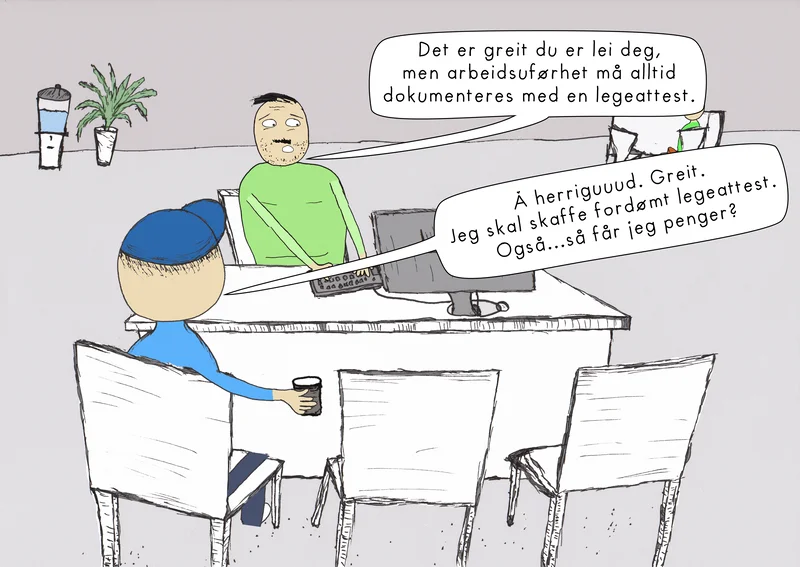 Det er greit du er lei deg,
men arbeidsuførhet må alltid
dokumenteres med en legeattest.
Å herriguuud. Greit.
Jeg skal skaffe fordømt legeattest.
Også...så får jeg penger?